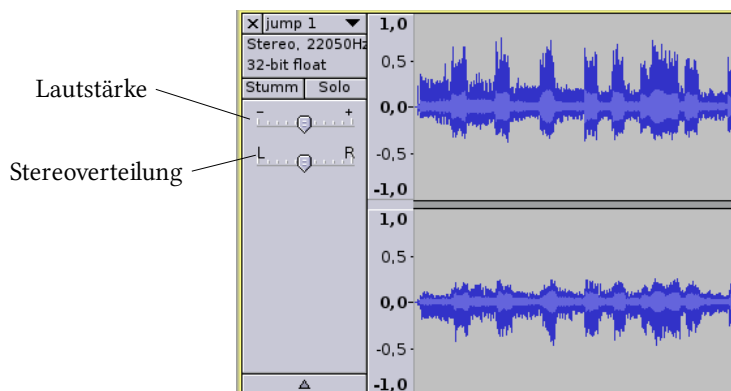 × jump 1
Stereo, 22050Hz
32-bit float
Stumm Solo
- +
L R
Lautstärke
Stereoverteilung
1,0
0,5-
0,0-
-0,5-
-1,0
1,0
0,5-
0,0-
-0,5-
-1,0